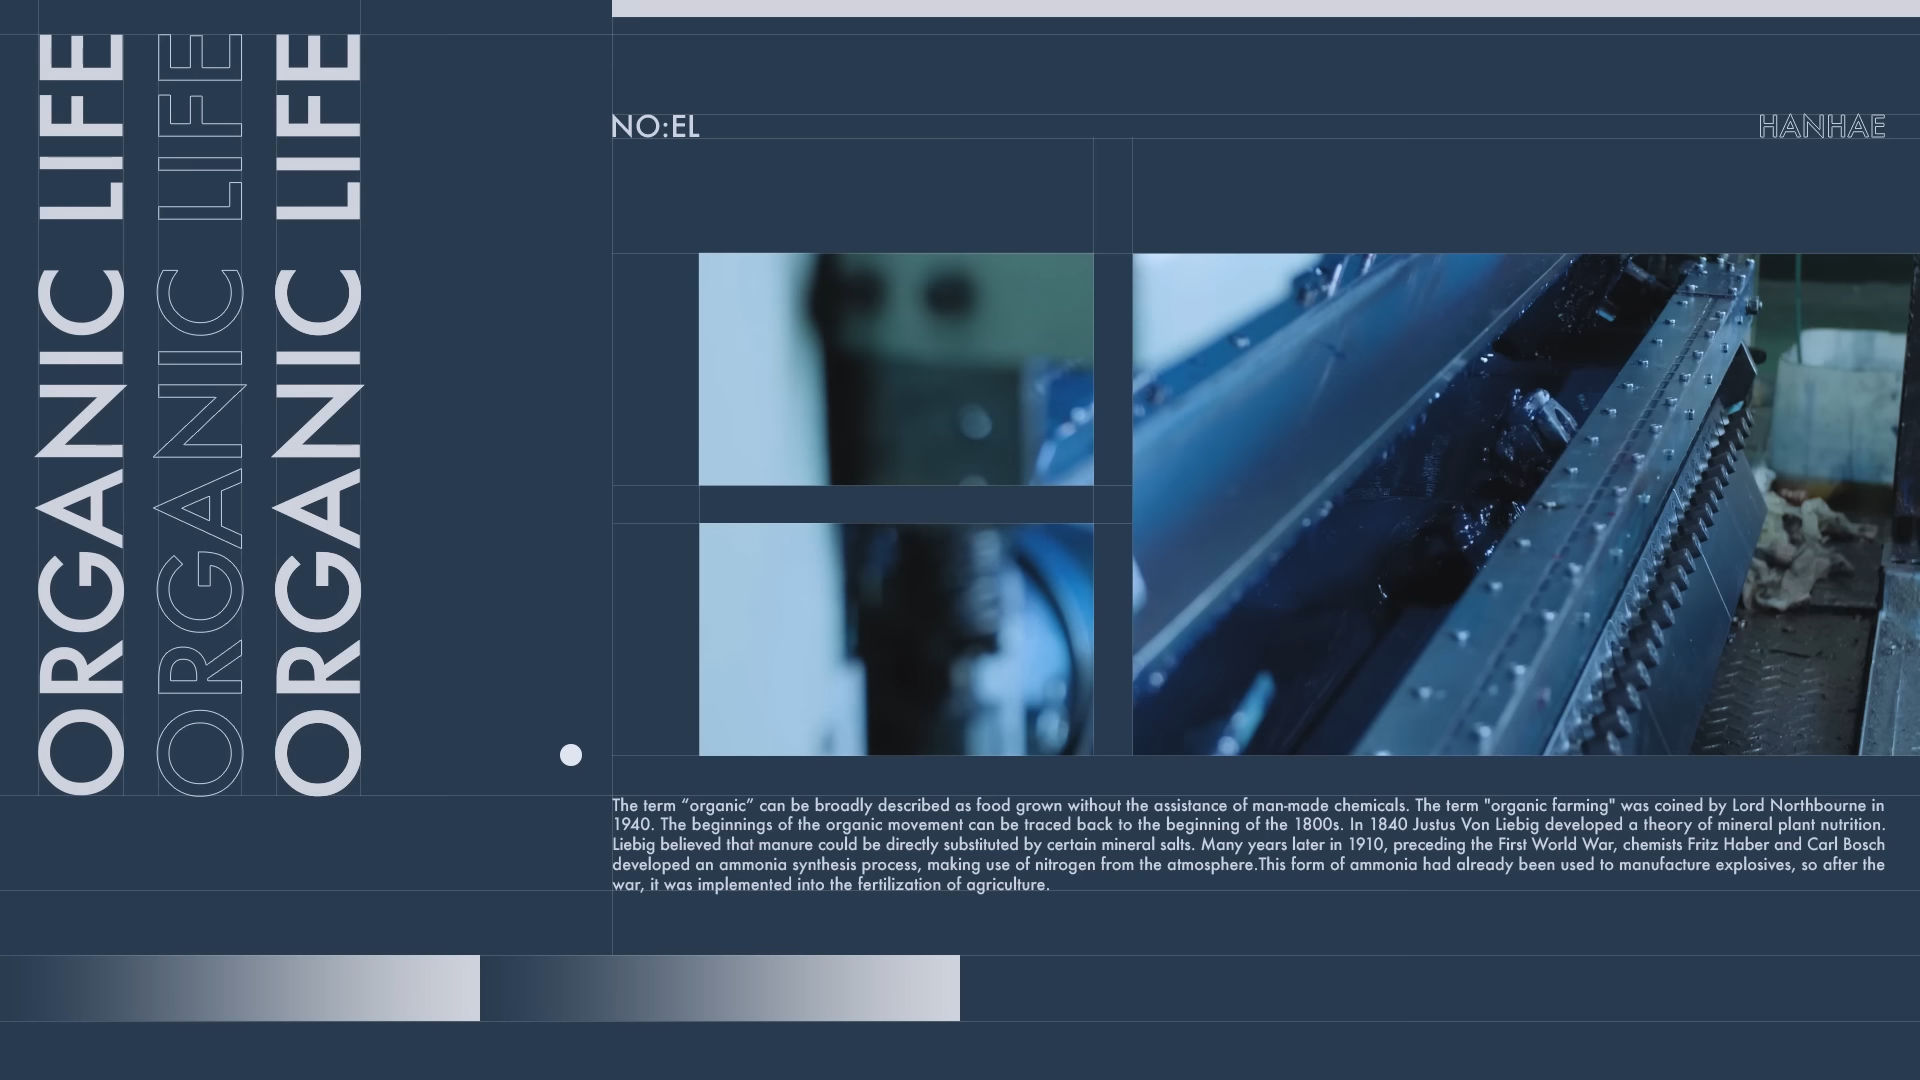 ORGANIC LIFE
ORGANIC LIFE
ORGANIC LIFE
NO:EL
HANHAE
The term “organic” can be broadly described as food grown without the assistance of man-made chemicals. The term "organic farming" was coined by Lord Northbourne in
1940. The beginnings of the organic movement can be traced back to the beginning of the 1800s. In 1840 Justus Von Liebig developed a theory of mineral plant nutrition.
Liebig believed that manure could be directly substituted by certain mineral salts. Many years later in 1910, preceding the First World War, chemists Fritz Haber and Carl Bosch
developed an ammonia synthesis process, making use of nitrogen from the atmosphere.This form of ammonia had already been used to manufacture explosives, so after the
war, it was implemented into the fertilization of agriculture.